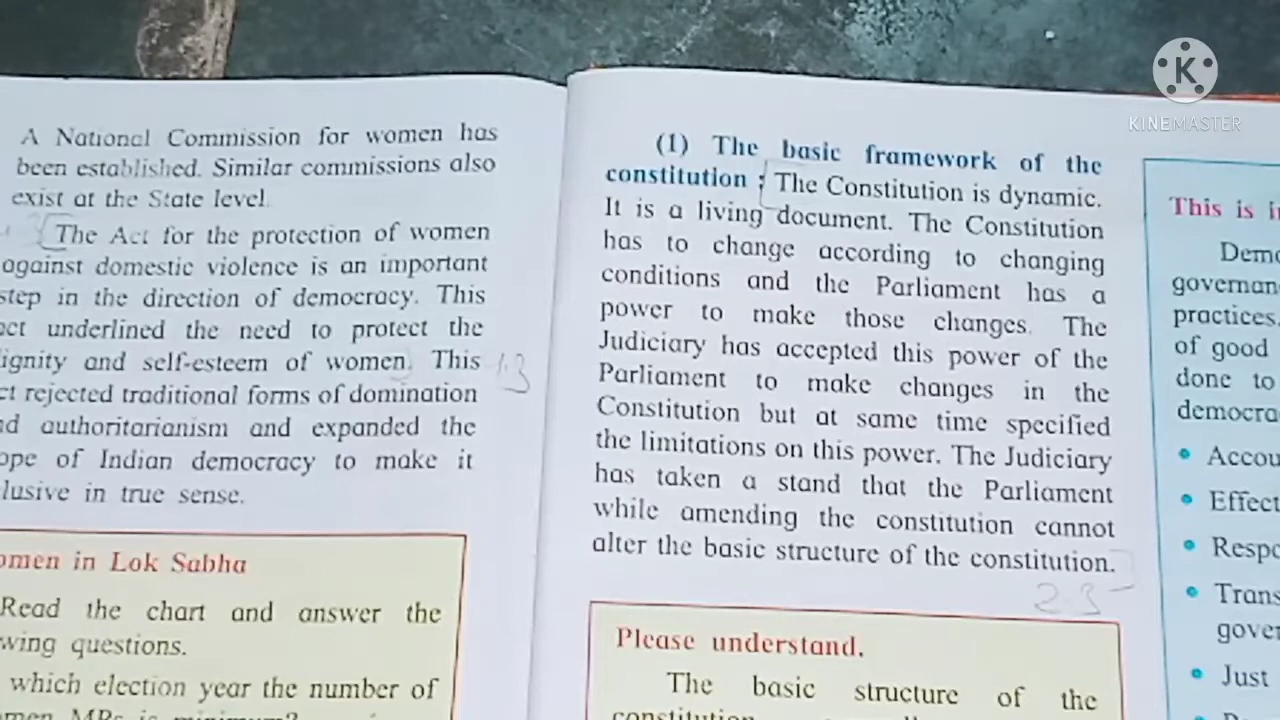 A National Commission for women has
been established. Similar commissions also
exist at the State level.
The Act for the protection of women
against domestic violence is an important
step in the direction of democracy. This
act underlined the need to protect the
dignity and self-esteem of women. This
1.3
act rejected traditional forms of domination
and authoritarianism and expanded the
scope of Indian democracy to make it
in true sense.
in Lok Sabha
Read the chart and answer the
questions.
which election year the number of
(1) The basic framework of the
constitution : The Constitution is dynamic.
It is a living document. The Constitution
has to change according to changing
conditions and the Parliament has a
power to make those changes. The
Judiciary has accepted this power of the
Parliament to make changes in the
Constitution but at same time specified
the limitations on this power. The Judiciary
has taken a stand that the Parliament
while amending the constitution cannot
alter the basic structure of the constitution.
2.3
Please understand.
The basic structure of the
constitution
This is
practices.
of good
done to
• Just
KINEMASTER